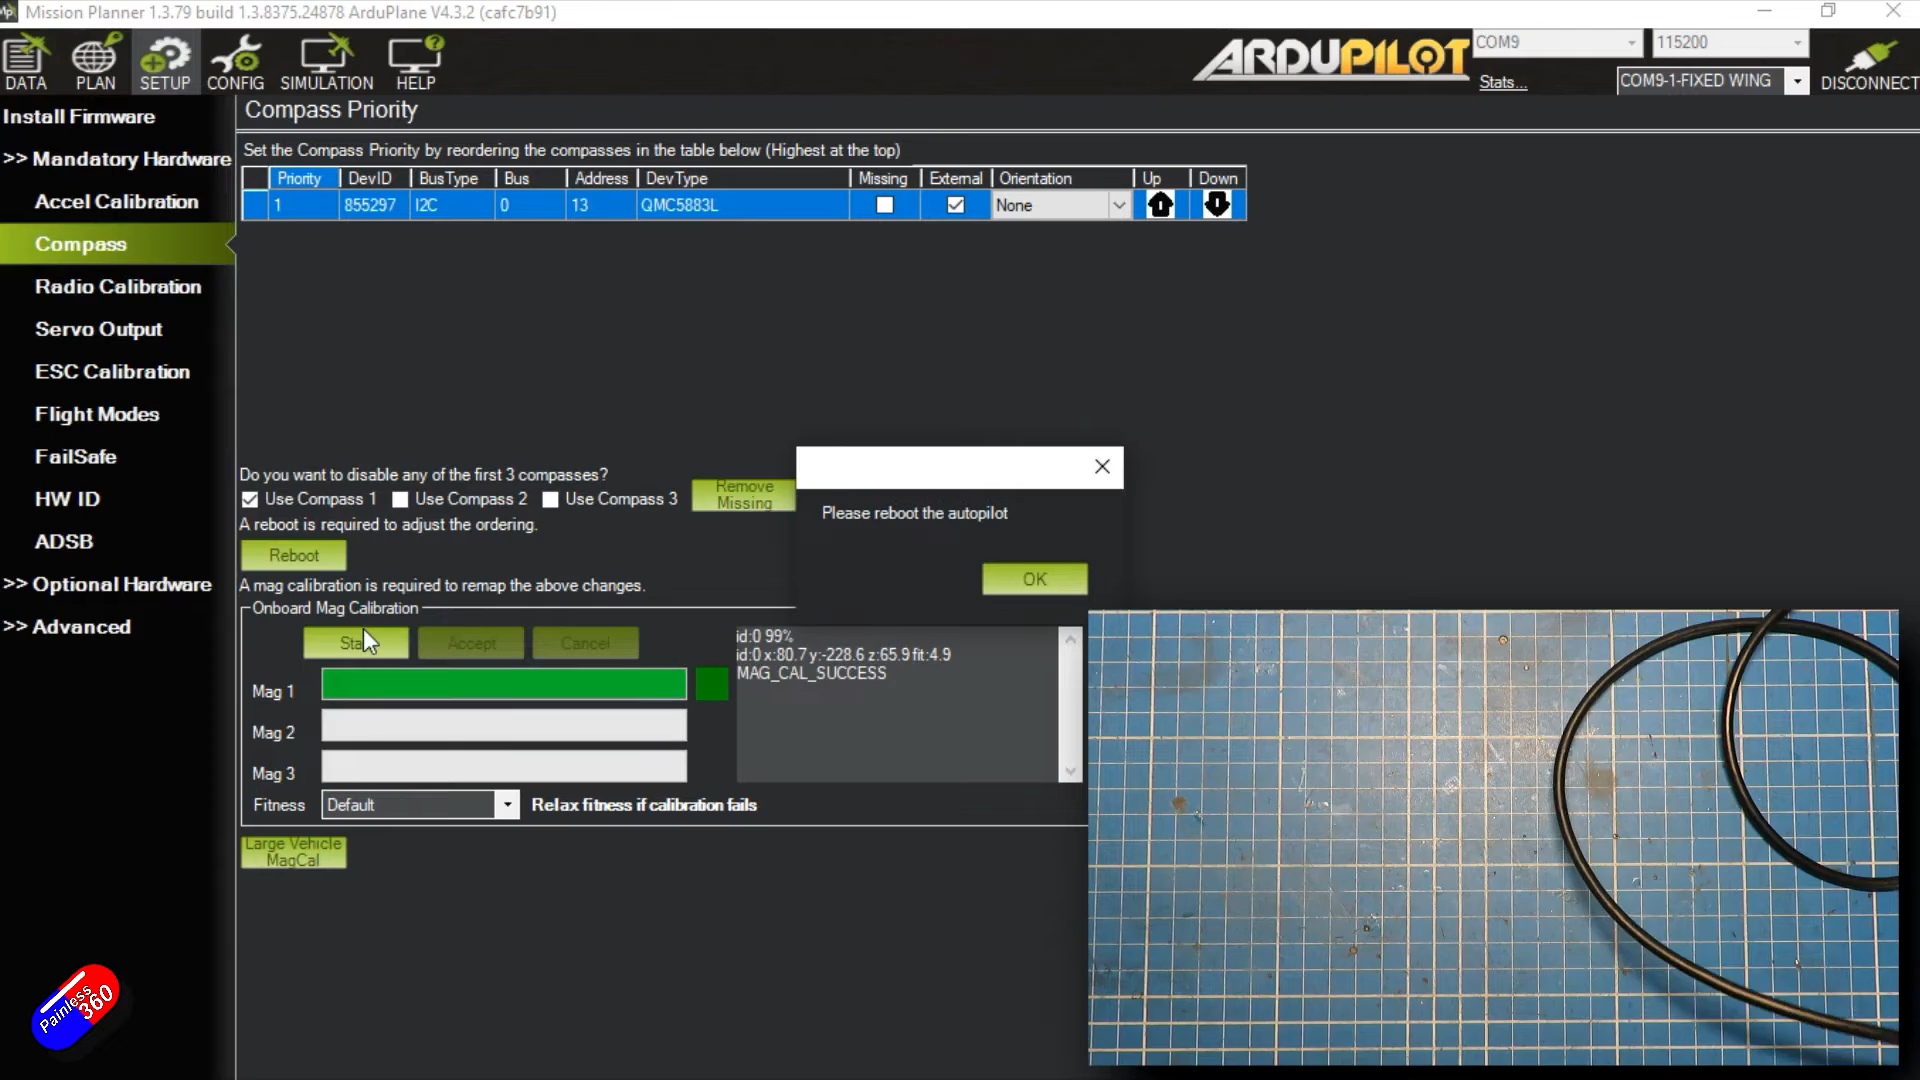 Mission Planner 1.3.79 build 1.3.8375.24878 ArduPlane V4.3.2 (cafc7b91)
DATA
PLAN
SETUP
CONFIG
SIMULATION
HELP
ARDUPILOT
COM9
115200
Stats...
COM9-1-FIXED WING
DISCONNECT
Install Firmware
>> Mandatory Hardware
Accel Calibration
Compass
Radio Calibration
Servo Output
ESC Calibration
Flight Modes
FailSafe
HW ID
ADSB
>> Optional Hardware
>> Advanced
Compass Priority
Set the Compass Priority by reordering the compasses in the table below (Highest at the top)
Priority DevID BusType Bus Address DevType Missing External Orientation Up Down
1 855297 I2C 0 13 QMC5883L None
Do you want to disable any of the first 3 compasses?
Use Compass 1 Use Compass 2 Use Compass 3
Remove
Missing
A reboot is required to adjust the ordering.
Reboot
A mag calibration is required to remap the above changes.
Please reboot the autopilot
OK
Onboard Mag Calibration
Accept Cancel
Mag 1
Mag 2
Mag 3
id:0 99%
id:0 x:80.7 y:-228.6 z:65.9 fit:4.9
MAG_CAL_SUCCESS
Fitness Default Relax fitness if calibration fails
Large Vehicle
MagCal
Painless
360